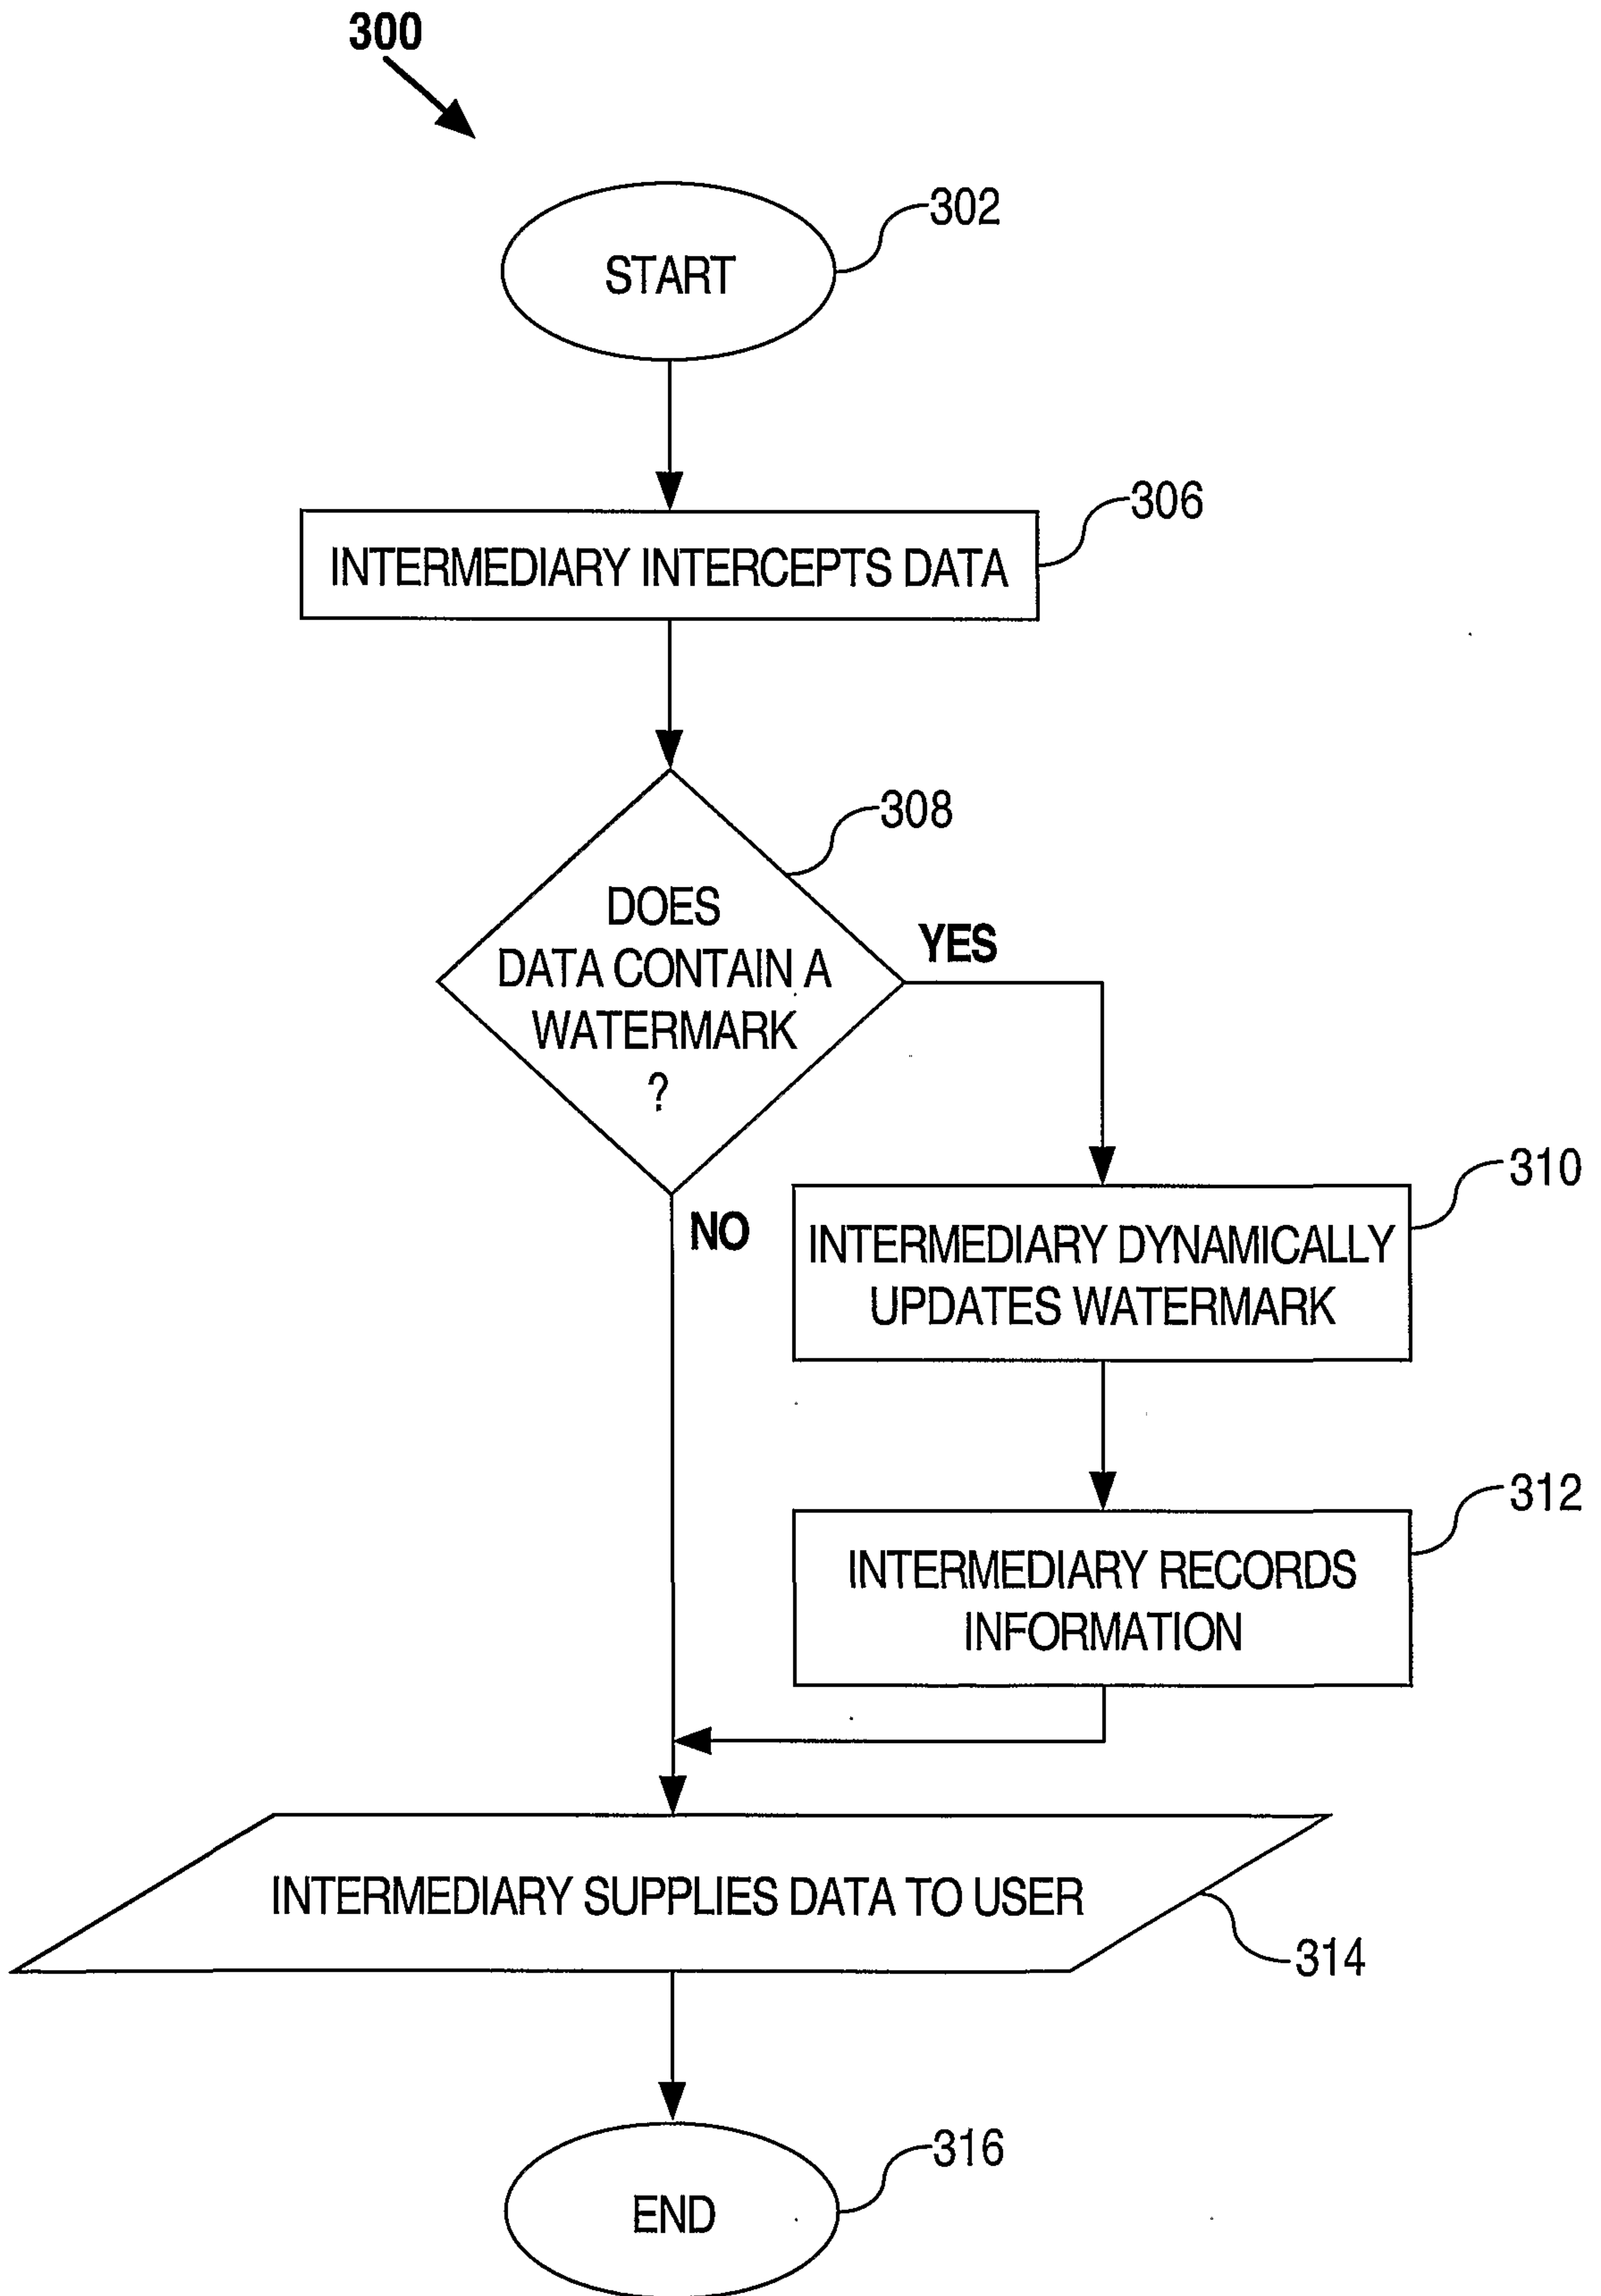 300
302
START
306
INTERMEDIARY INTERCEPTS DATA
308
DOES
DATA CONTAIN A
WATERMARK
?
YES
NO
310
INTERMEDIARY DYNAMICALLY
UPDATES WATERMARK
312
INTERMEDIARY RECORDS
INFORMATION
INTERMEDIARY SUPPLIES DATA TO USER
314
316
END